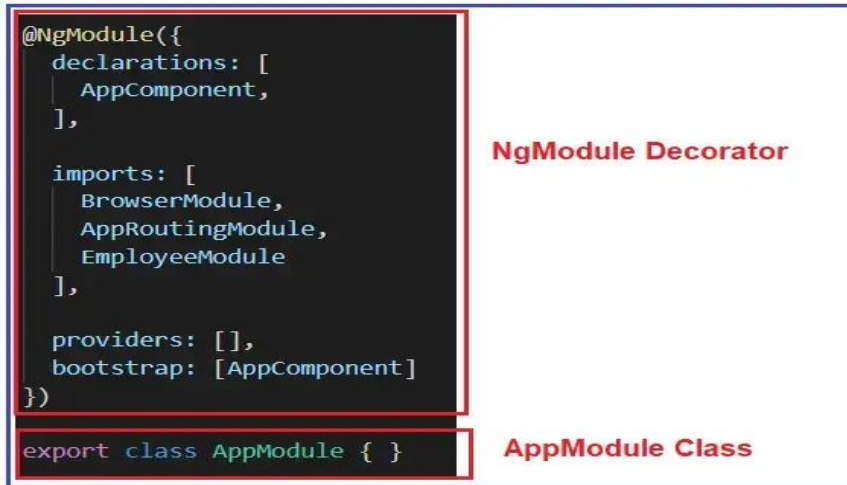 @NgModule({
declarations: [
AppComponent,
],
imports: [
BrowserModule,
AppRoutingModule,
EmployeeModule
],
providers: [],
bootstrap: [AppComponent]
})
NgModule Decorator
export class AppModule { }
AppModule Class